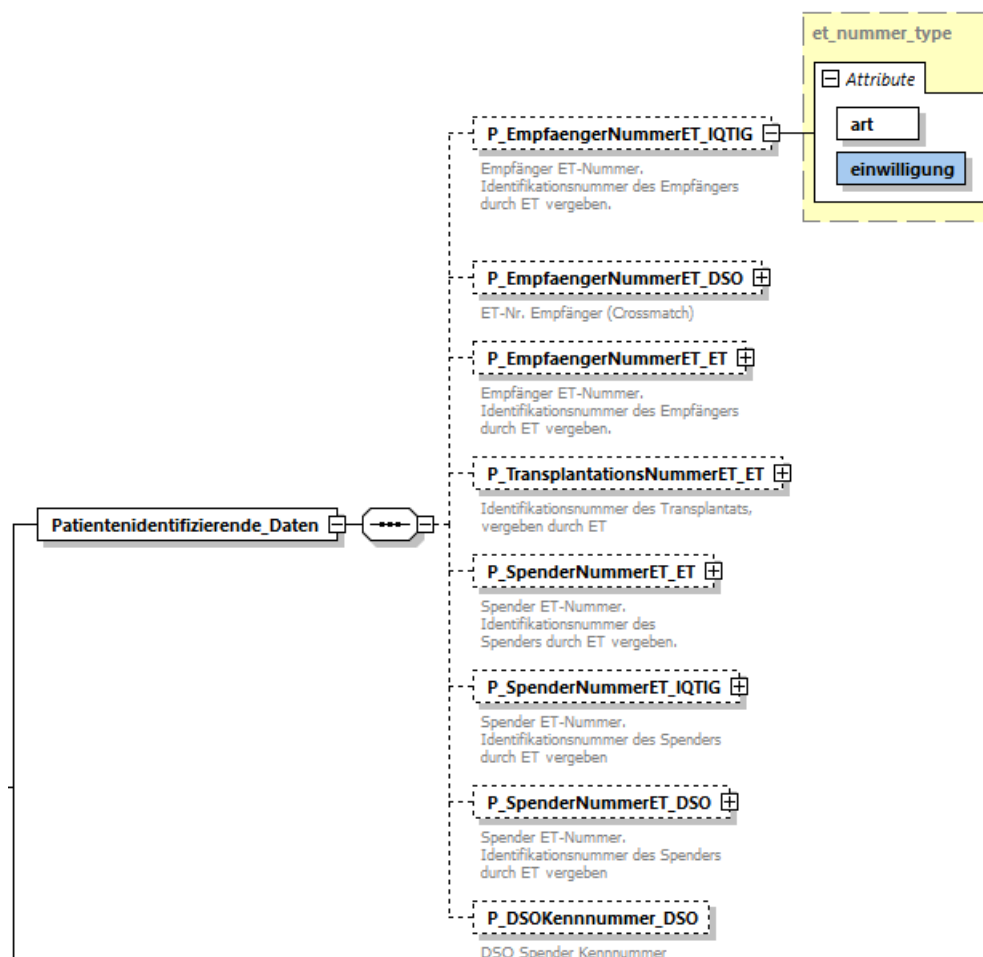 et_nummer_type
Attribute
art
einwilligung
P_EmpfaengerNummerET_IQTIG
Empfänger ET-Nummer.
Identifikationsnummer des Empfängers
durch ET vergeben.
P_EmpfaengerNummerET_DSO
ET-Nr. Empfänger (Crossmatch)
P_EmpfaengerNummerET_ET
Empfänger ET-Nummer.
Identifikationsnummer des Empfängers
durch ET vergeben.
P_TransplantationsNummerET_ET
Identifikationsnummer des Transplantats,
vergeben durch ET
Patientenidentifizierende_Daten
P_SpenderNummerET_ET
Spender ET-Nummer.
Identifikationsnummer des
Spenders durch ET vergeben.
P_SpenderNummerET_IQTIG
Spender ET-Nummer.
Identifikationsnummer des Spenders
durch ET vergeben
P_SpenderNummerET_DSO
Spender ET-Nummer.
Identifikationsnummer des Spenders
durch ET vergeben
P_DSOKennnummer_DSO
DSO Spender Kennnummer